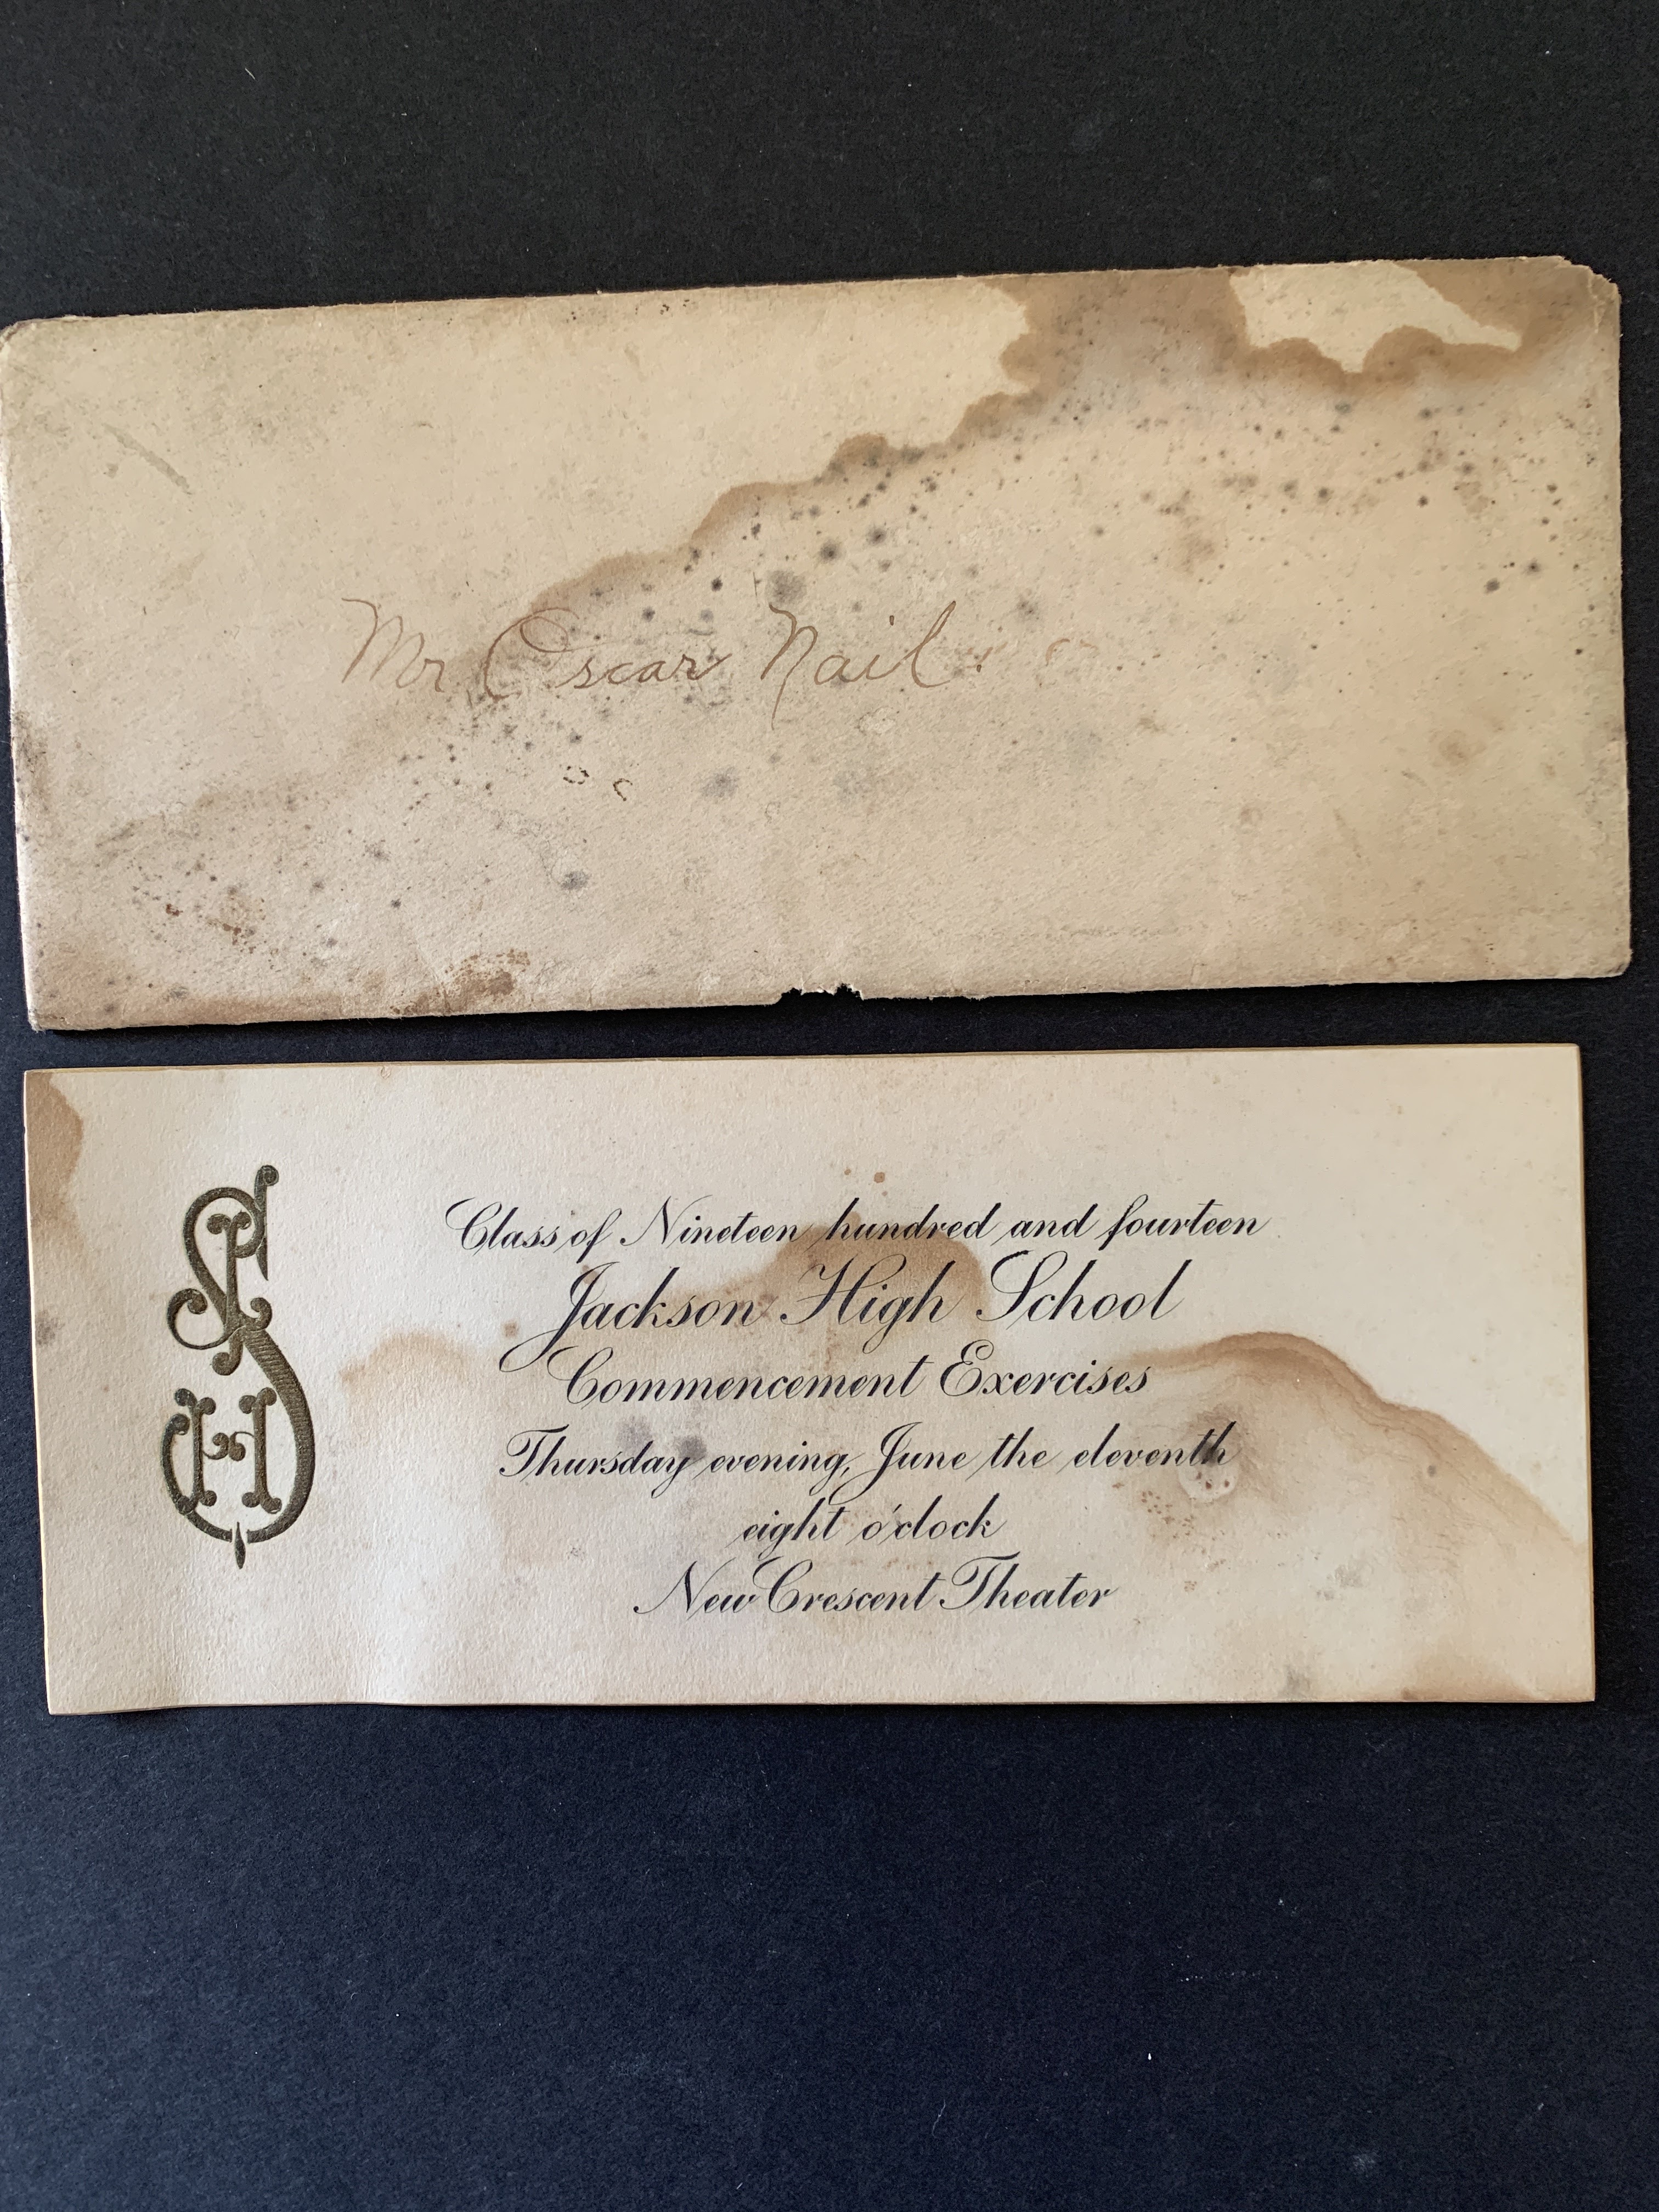 Mr Oscar Nail
JHS
Class of Nineteen hundred and fourteen
Jackson High School
Commencement Exercises
Thursday evening, June the eleventh
eight o'clock
New Crescent Theater